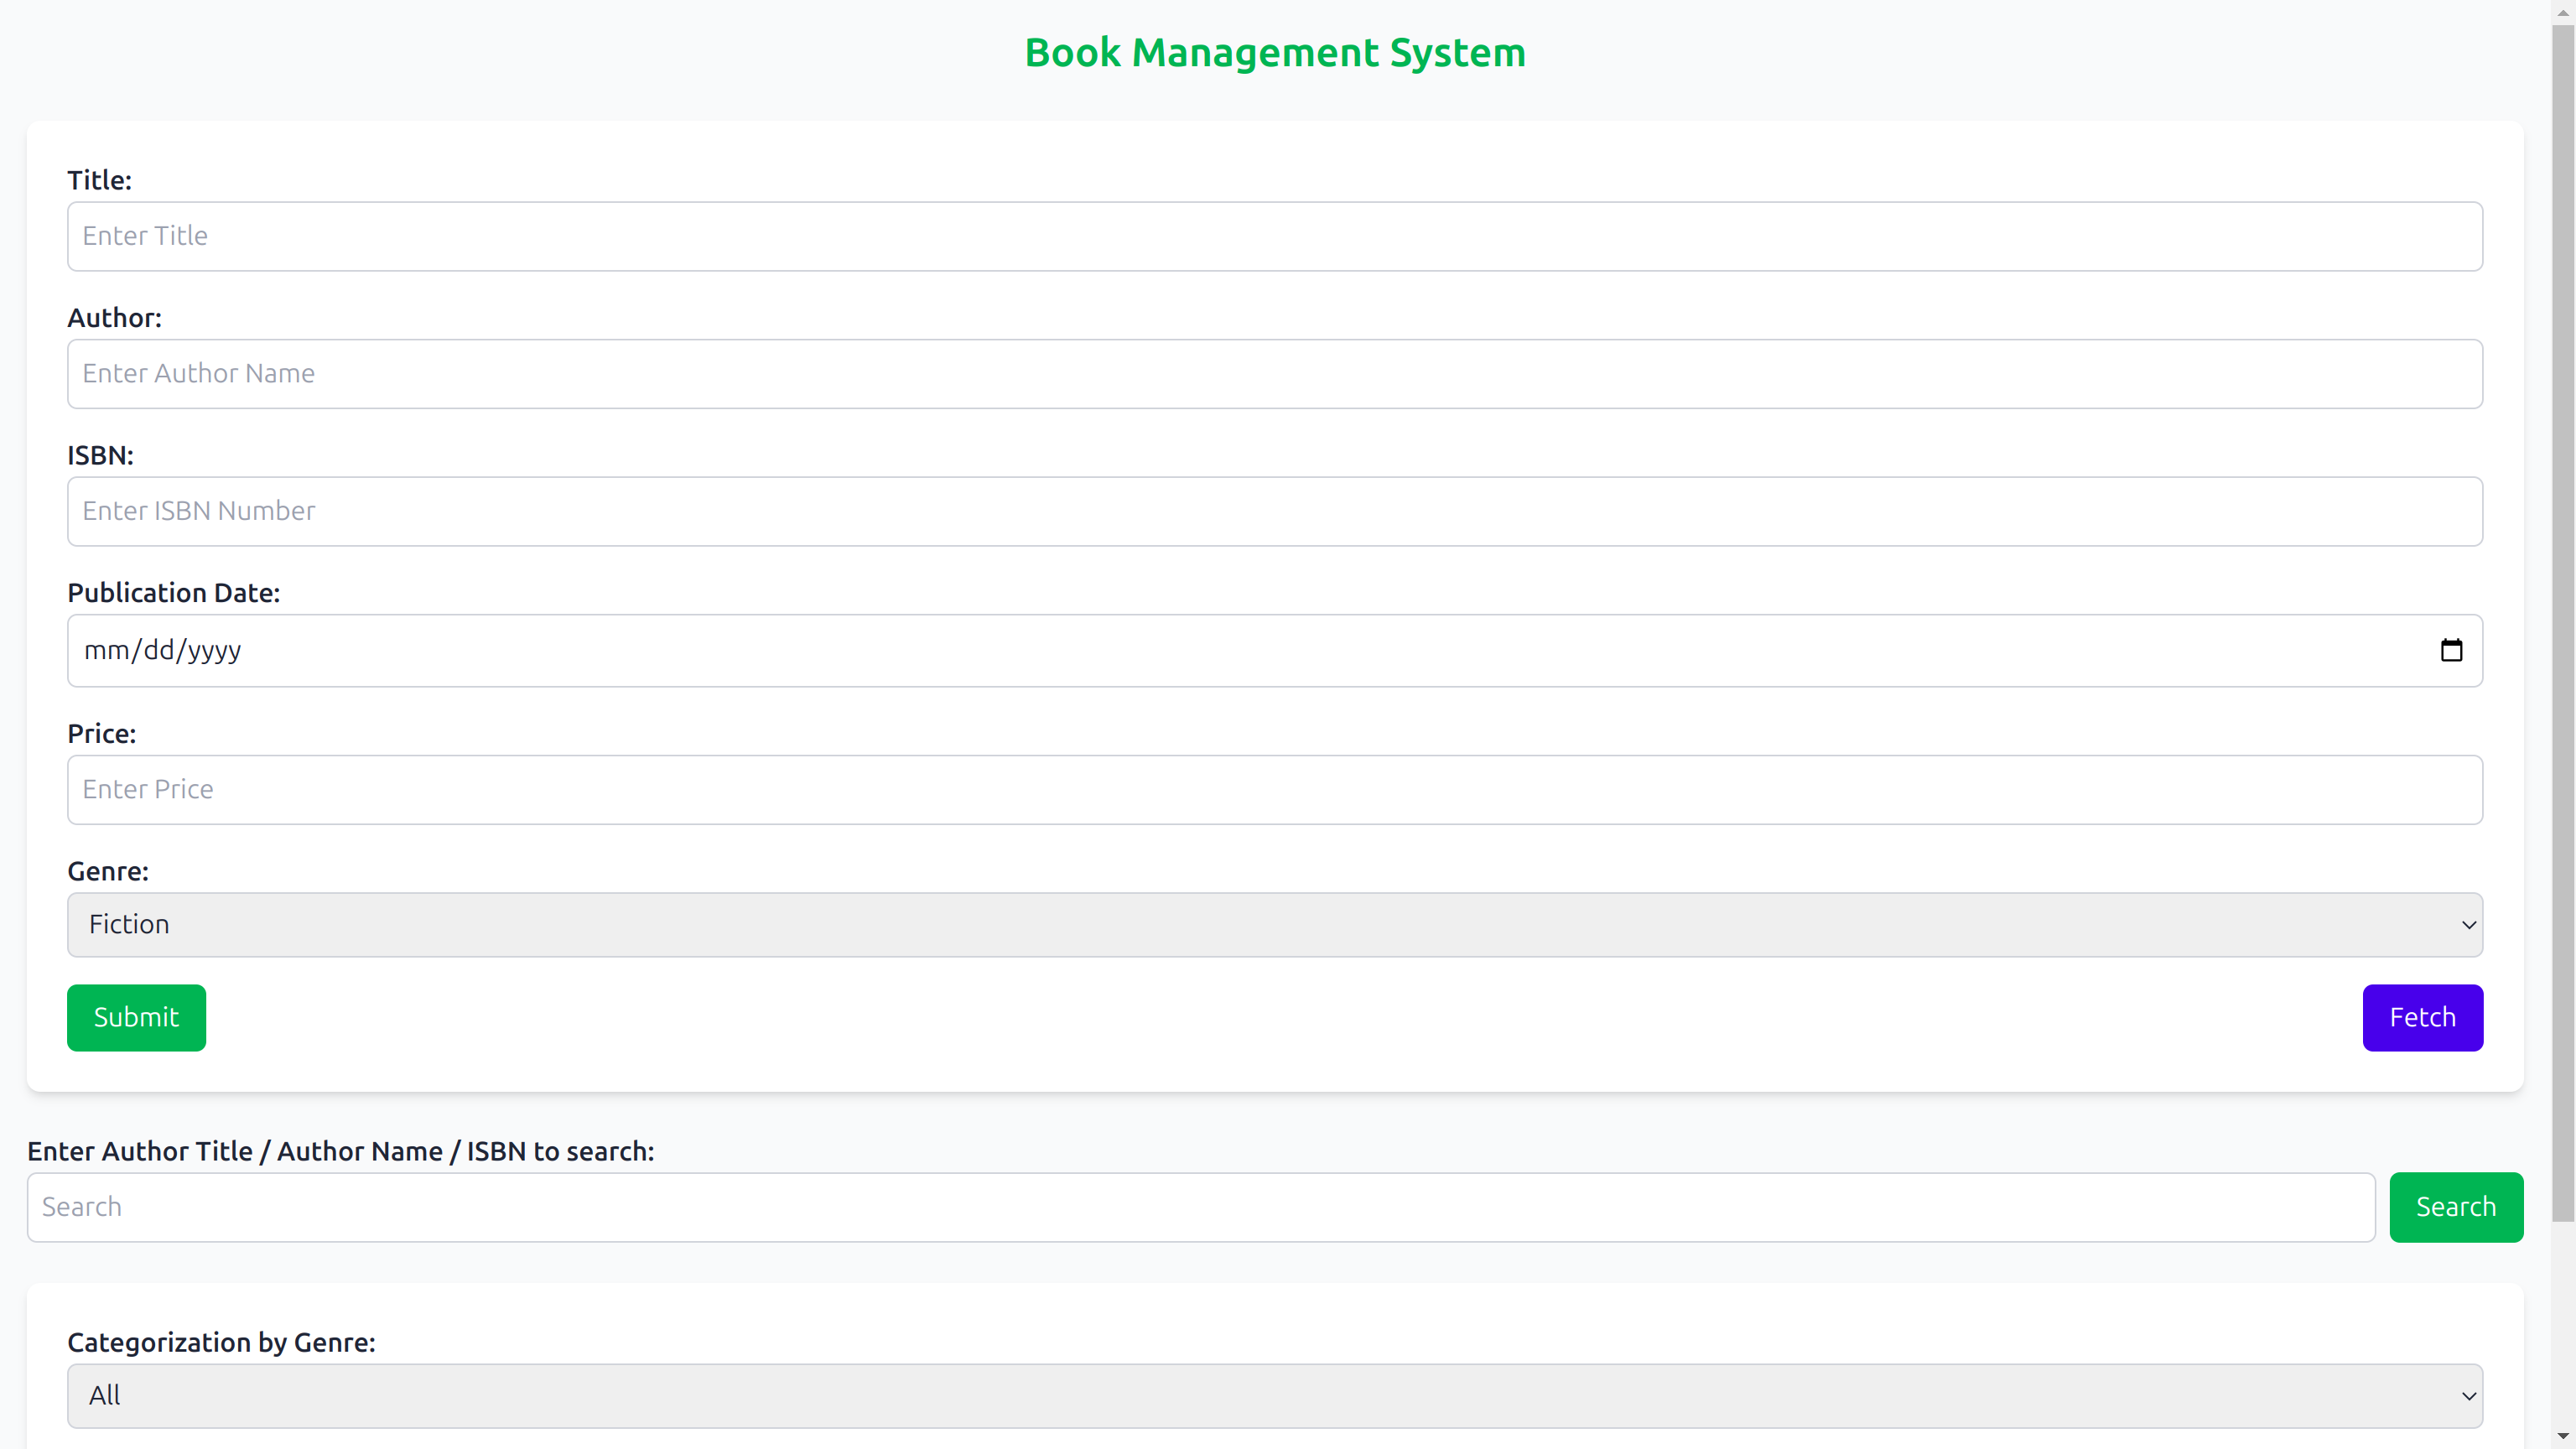 Book Management System
Title:
Enter Title
Author:
Enter Author Name
ISBN:
Enter ISBN Number
Publication Date:
mm/dd/yyyy
Price:
Enter Price
Genre:
Fiction
Submit
Fetch
Enter Author Title / Author Name / ISBN to search:
Search
Search
Categorization by Genre:
All